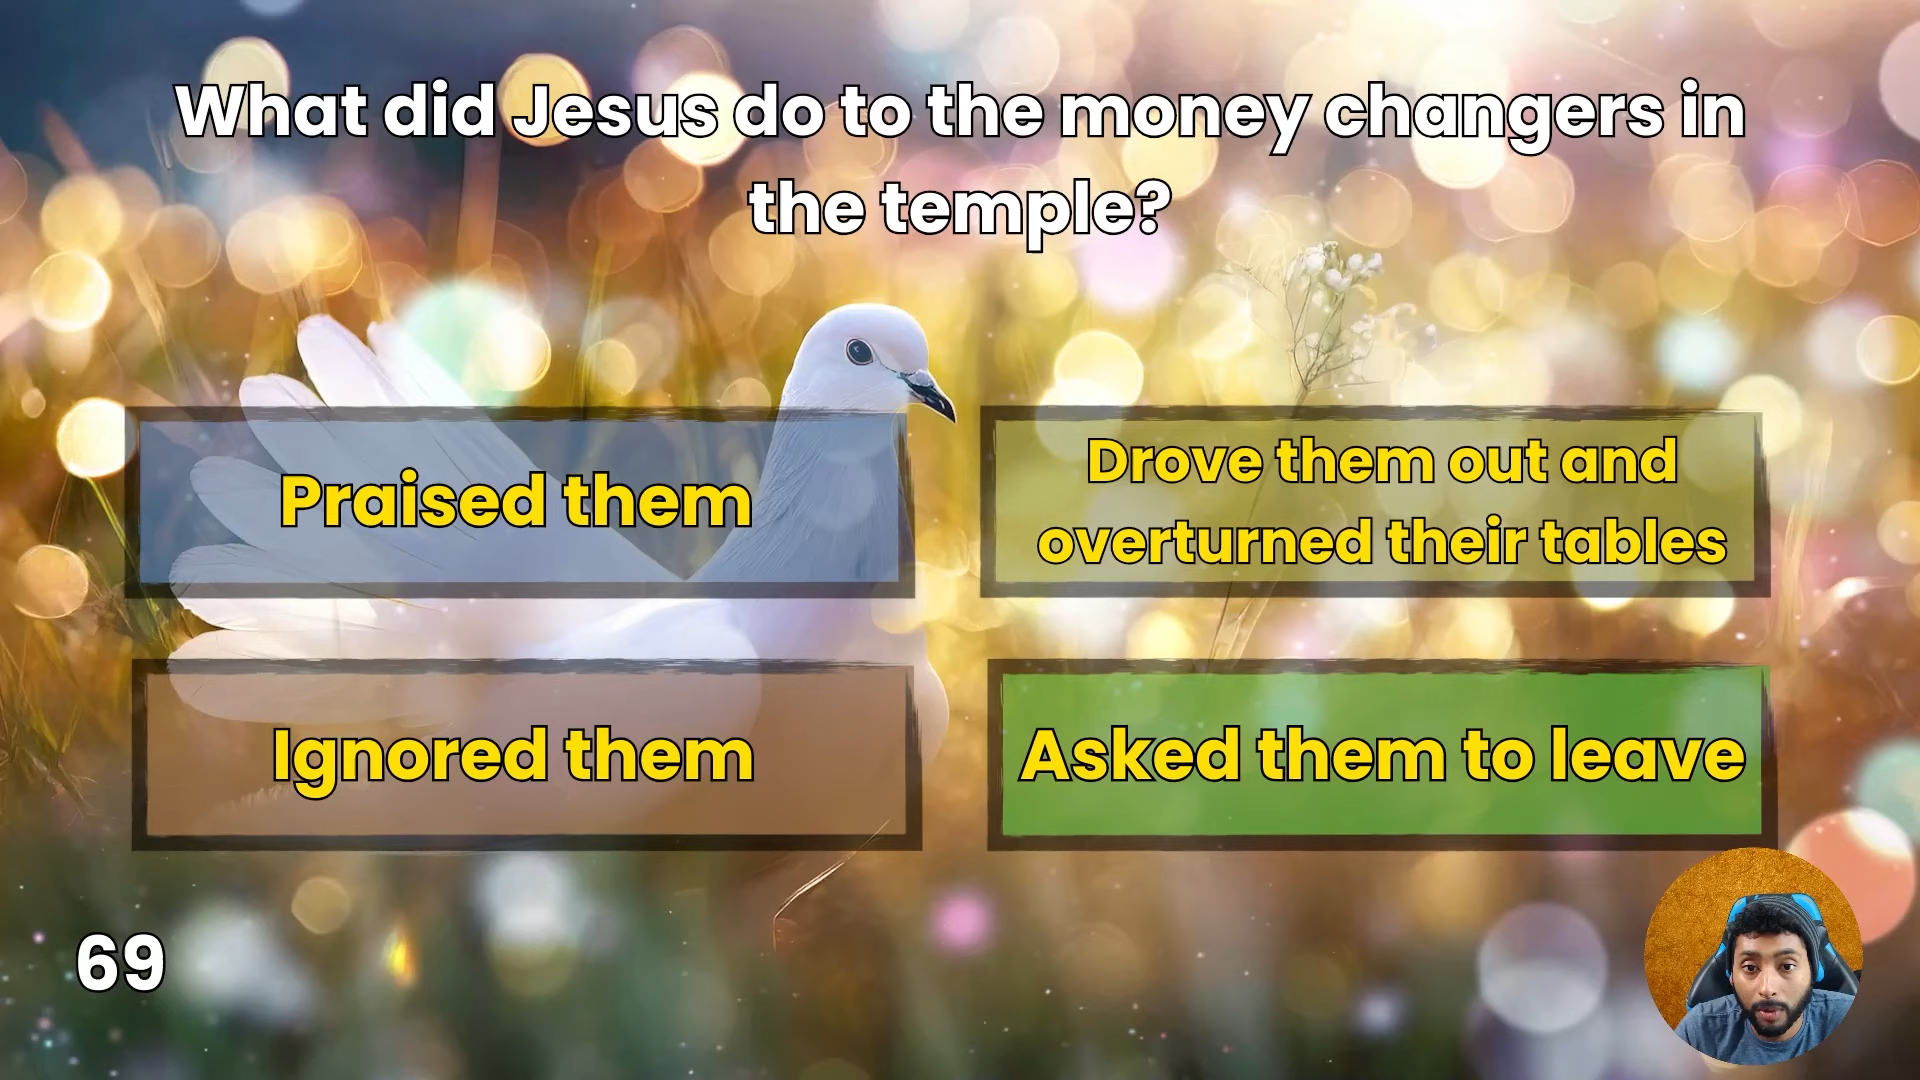 What did Jesus do to the money changers in
the temple?
Praised them
Drove them out and
overturned their tables
Ignored them
Asked them to leave
69